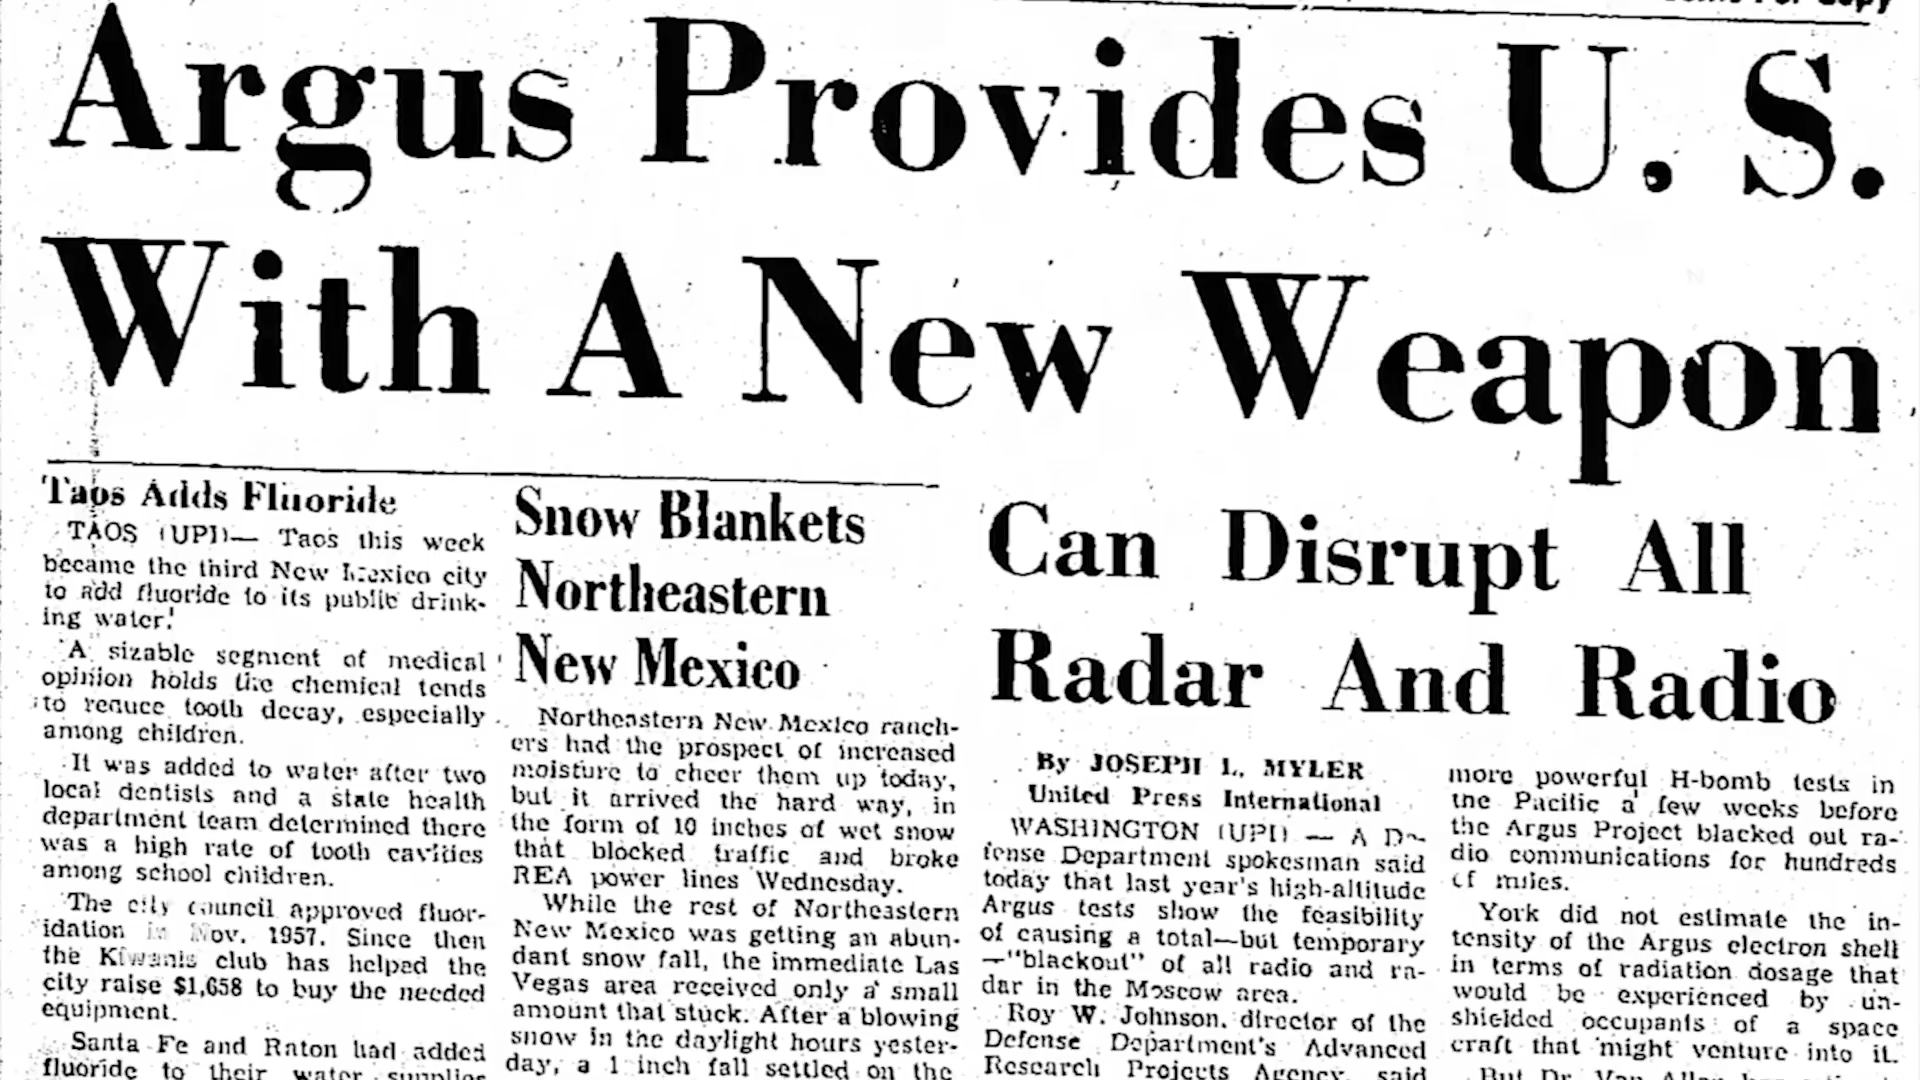 For Copy
Argus Provides U. S.
With A New Weapon
Taos Adds Fluoride
TAOS (UPI)— Taos this week
became the third New Mexico city
to add fluoride to its public drink-
ing water.
A sizable segment of medical
opinion holds the chemical tends
to reduce tooth decay, especially
among children.
It was added to water after two
local dentists and a state health
department team determined there
was a high rate of tooth cavities
among school children.
The city council approved fluor-
idation in Nov. 1957. Since then
the Kiwanis club has helped the
city raise $1,658 to buy the needed
equipment.
Santa Fe and Raton had added
fluoride to their water supplies
Snow Blankets
Northeastern
New Mexico
Northeastern New Mexico ranch-
ers had the prospect of increased
moisture to cheer them up today,
but it arrived the hard way, in
the form of 10 inches of wet snow
that blocked traffic and broke
REA power lines Wednesday.
While the rest of Northeastern
New Mexico was getting an abun-
dant snow fall, the immediate Las
Vegas area received only a small
amount that stuck. After a blowing
snow in the daylight hours yester-
day, a 1 inch fall settled on the
Can Disrupt All
Radar And Radio
By JOSEPH L. MYLER
United Press International
WASHINGTON (UPI) — A De-
fense Department spokesman said
today that last year's high-altitude
Argus tests show the feasibility
of causing a total—but temporary
—"blackout" of all radio and ra-
dar in the Moscow area.
Roy W. Johnson, director of the
Defense Department's Advanced
Research Projects Agency, said
more powerful H-bomb tests in
the Pacific a few weeks before
the Argus Project blacked out ra-
dio communications for hundreds
of miles.
York did not estimate the in-
tensity of the Argus electron shell
in terms of radiation dosage that
would be experienced by un-
shielded occupants of a space
craft that might venture into it.
But Dr. Van Allen has